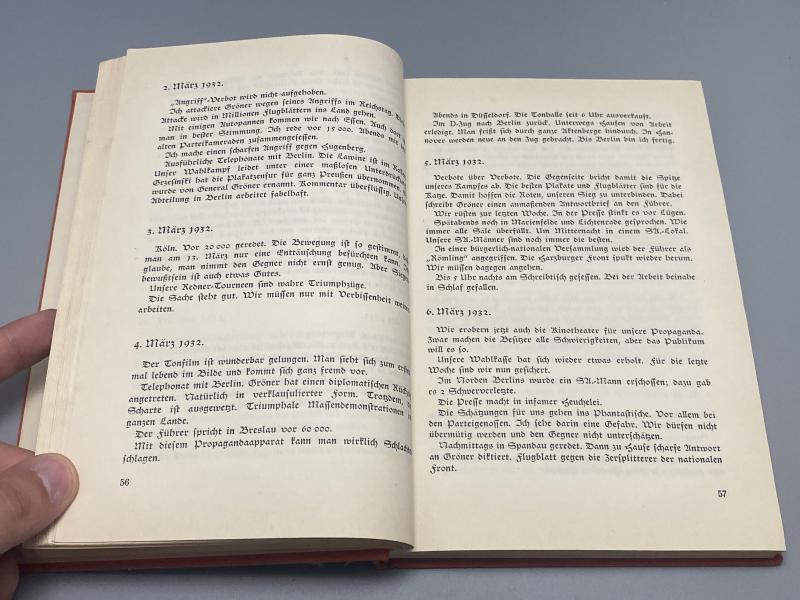 2. März 1932.
„Angriff“-Verbot wird nicht aufgehoben.
Ich attackiere Gröner wegen seines Angriffs im Reichstag. Die
Attacke wird in Millionen Flugblättern ins Land gehen.
Mit einigen Autopannen kommen wir nach Essen. Auch dort
man in bester Stimmung. Ich rede vor 15 000. Abends mit
alten Parteikameraden zusammengesessen.
Ich mache einen scharfen Angriff gegen Hugenberg.
Ausführliche Telephonate mit Berlin. Die Lawine ist im
Unser Wahlkampf leidet unter einer maßlosen
Grzesinski hat die Plakatzensur für ganz Preußen übernommen.
wurde von General Gröner ernannt. Kommentar überflüssig.
Abteilung in Berlin arbeitet fabelhaft.
3. März 1932.
Köln. Vor 20 000 geredet. Die Bewegung ist so gestimmt,
man am 13. März nur eine Enttäuschung befürchten kann.
glaube, man nimmt den Gegner nicht ernst genug. Aber
bewußtsein ist auch etwas Gutes.
Unsere Redner-Tourneen sind wahre Triumphzüge.
Die Sache steht gut. Wir müssen nur mit Verbissenheit weiter
arbeiten.
4. März 1932.
Der Tonfilm ist wunderbar gelungen. Man sieht sich zum ersten
mal lebend im Bilde und kommt sich ganz fremd vor.
Telephonat mit Berlin. Gröner hat einen diplomatischen Rückzug
angetreten. Natürlich in verklausulierter Form. Trotzdem,
Scharte ist ausgewetzt. Triumphale Massendemonstrationen im
ganzen Lande.
Der Führer spricht in Breslau vor 60 000.
Mit diesem Propagandaapparat kann man wirklich Schlachten
schlagen.
56
Abends in Düsseldorf. Die Tonhalle seit 6 Uhr ausverkauft.
Im D-Zug nach Berlin zurück. Unterwegs Haufen von Arbeit
erledigt. Man frißt sich durch ganze Aktenberge hindurch. In Han-
nover werden neue an den Zug gebracht. Bis Berlin bin ich fertig.
5. März 1932.
Verbote über Verbote. Die Gegenseite bricht damit die Spitze
unseres Kampfes ab. Die besten Plakate und Flugblätter sind für die
Katze. Damit hoffen die Roten, unseren Sieg zu unterbinden. Dabei
schreibt Gröner einen anmaßenden Antwortbrief an den Führer.
Wir rüsten zur letzten Woche. In der Presse stinkt es vor Lügen.
Spätabends noch in Marienfelde und Lichtenrade gesprochen. Wie
immer alle Säle überfüllt. Um Mitternacht in einem SA.-Lokal.
Unsere SA.-Männer sind noch immer die besten.
In einer bürgerlich-nationalen Versammlung wird der Führer als
„Römling“ angegriffen. Die Harzburger Front spukt wieder herum.
Wir müssen dagegen angehen.
Bis 5 Uhr nachts am Schreibtisch gesessen. Bei der Arbeit beinahe
in Schlaf gefallen.
6. März 1932.
Wir erobern jetzt auch die Kinotheater für unsere Propaganda.
Zwar machen die Besitzer alle Schwierigkeiten, aber das Publikum
will es so.
Unsere Wahlkasse hat sich wieder etwas erholt. Für die letzte
Woche sind wir nun gesichert.
Im Norden Berlins wurde ein SA.-Mann erschossen; dazu gab
es 2 Schwerverletzte.
Die Presse macht in infamer Heuchelei.
Die Schätzungen für uns gehen ins Phantastische. Vor allem bei
den Parteigenossen. Ich sehe darin eine Gefahr. Wir dürfen nicht
übermütig werden und den Gegner nicht unterschätzen.
Nachmittags in Spandau geredet. Dann zu Hause scharfe Antwort
an Gröner diktiert. Flugblatt gegen die Zersplitterer der nationalen
Front.
57